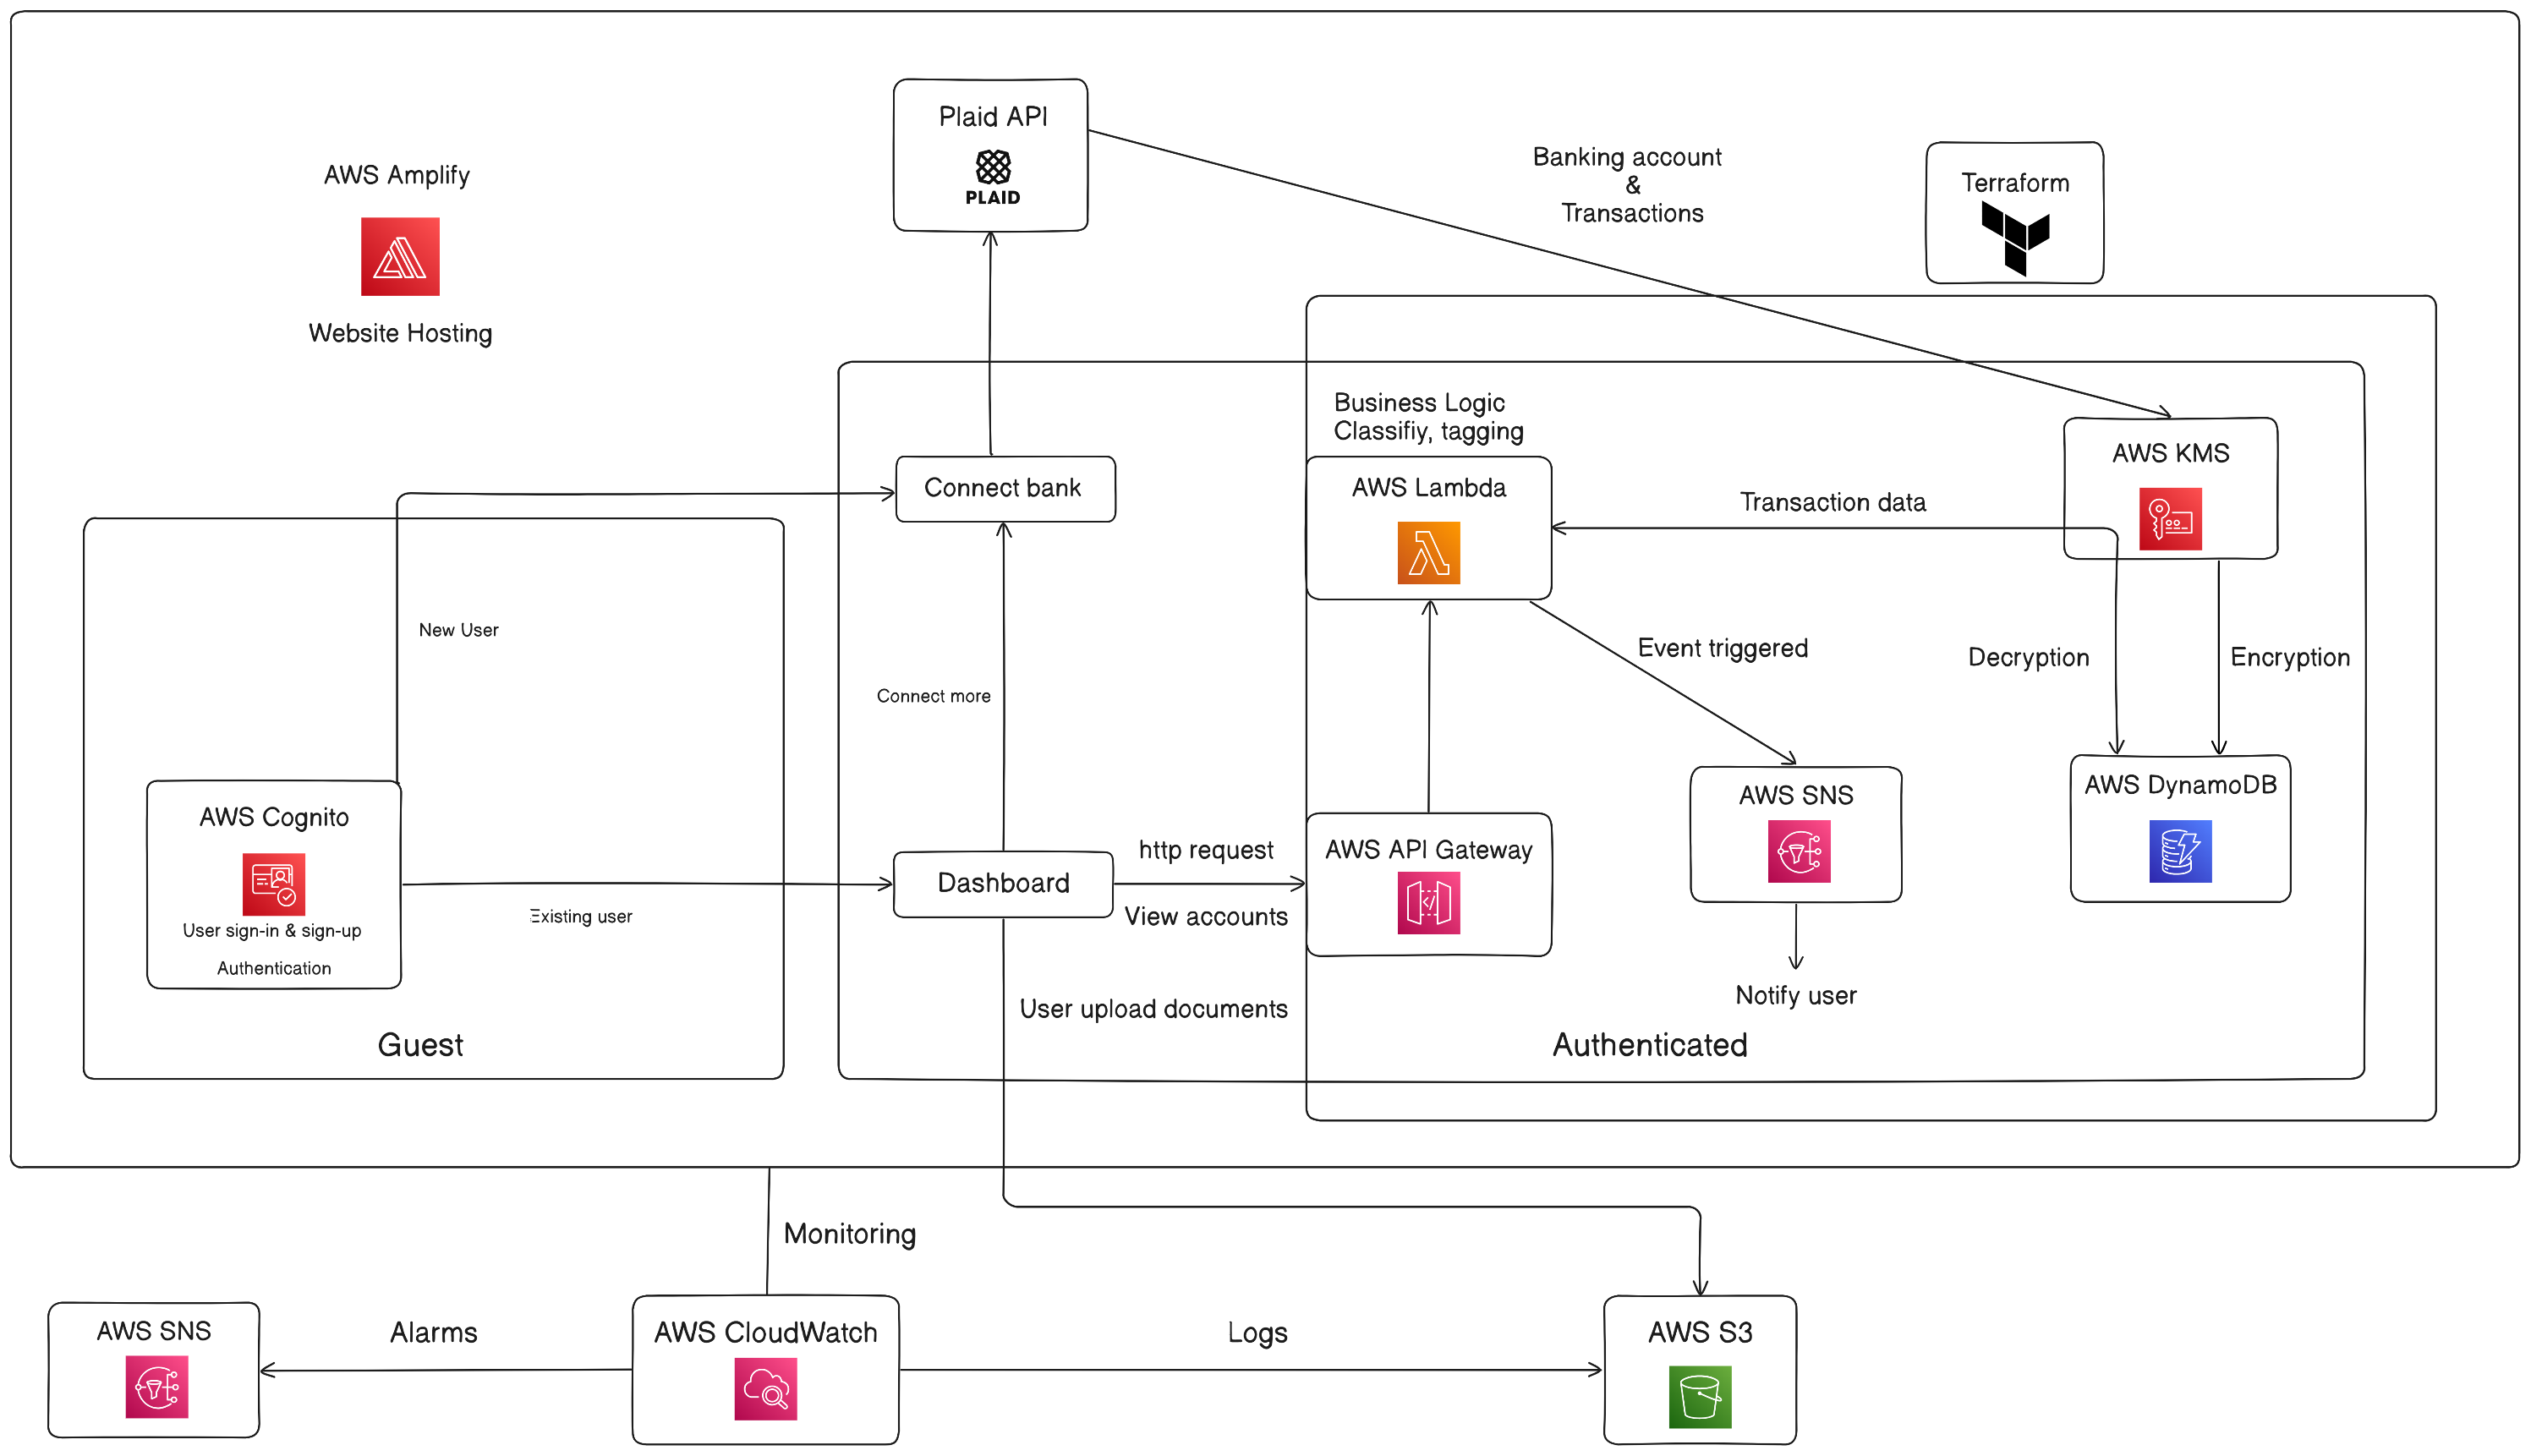 Plaid API
PLAID
AWS Amplify
Website Hosting
Banking account
&
Transactions
Terraform
Business Logic
Classifiy, tagging
AWS Lambda
AWS KMS
Transaction data
Connect bank
New User
Connect more
Event triggered
Decryption
Encryption
AWS Cognito
User sign-in & sign-up
Authentication
Existing user
Guest
Dashboard
http request
View accounts
User upload documents
AWS API Gateway
AWS SNS
Notify user
AWS DynamoDB
Authenticated
Monitoring
AWS SNS
Alarms
AWS CloudWatch
Logs
AWS S3